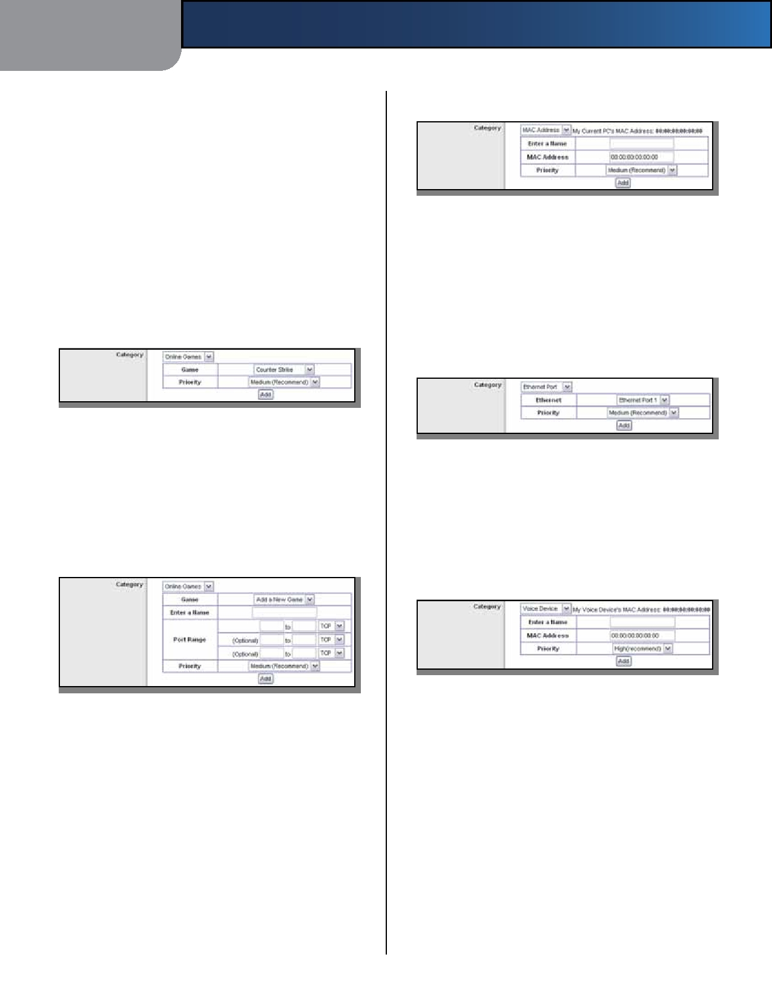 Category
Online Games
Game Counter Strike
Priority Medium (Recommend)
Add
Category
Online Games
Game Add a New Game
Enter a Name
to TCP
Port Range (Optional) to TCP
(Optional) to TCP
Priority Medium (Recommend)
Add
Category
MAC Address My Current PC's MAC Address: 00:00:00:00:00:00
Enter a Name
MAC Address 00:00:00:00:00:00
Priority Medium (Recommend)
Add
Category
Ethernet Port
Ethernet Ethernet Port 1
Priority Medium (Recommend)
Add
Category
Voice Device My Voice Device's MAC Address: 00:00:00:00:00:00
Enter a Name
MAC Address 00:00:00:00:00:00
Priority High(recommend)
Add